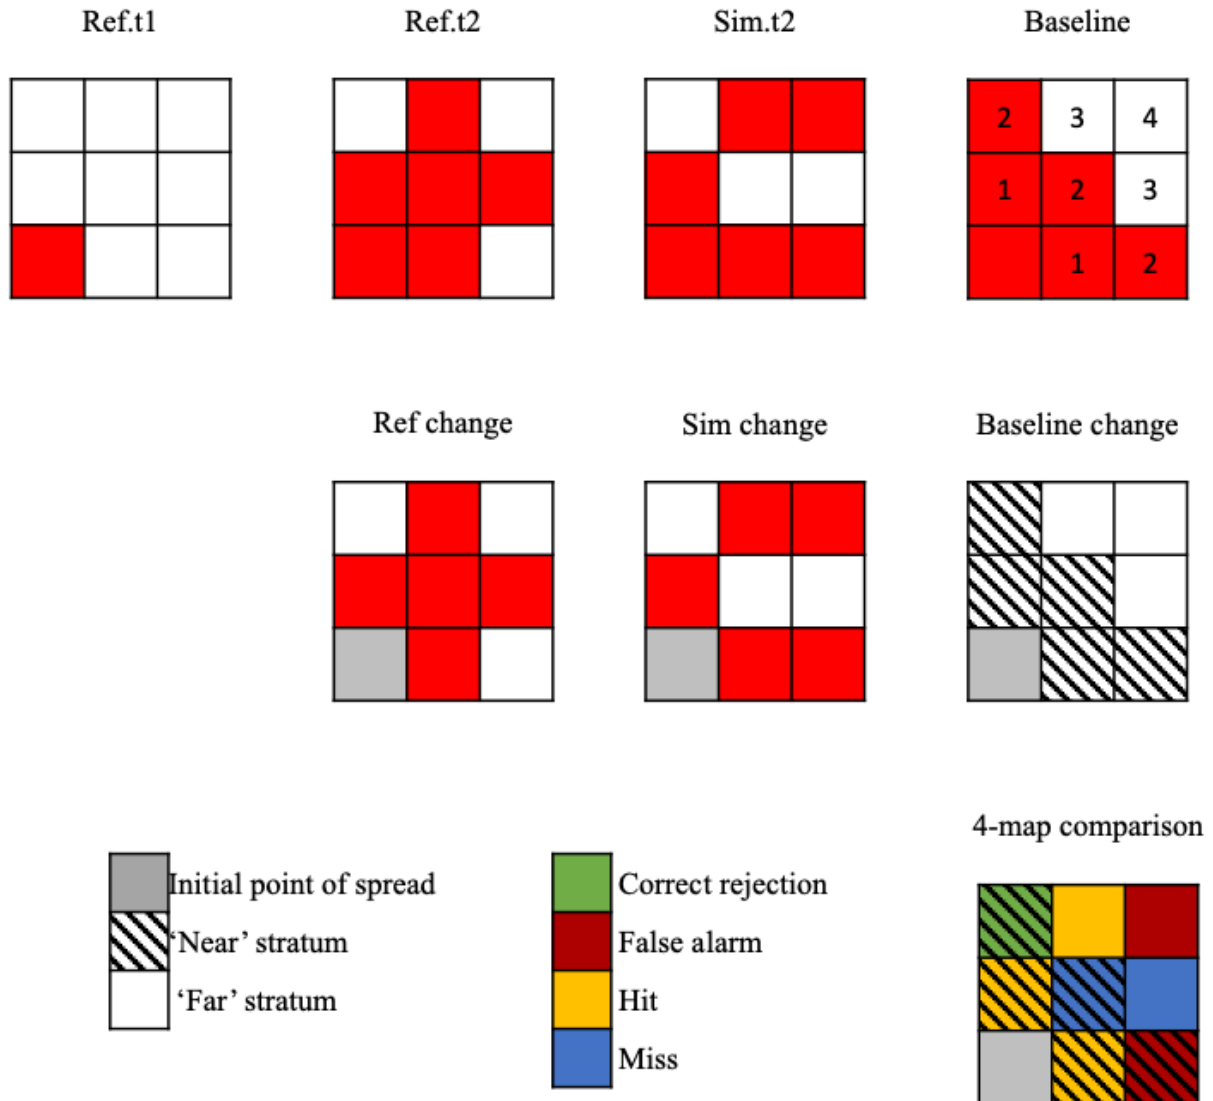 Ref.t1 Ref.t2 Sim.t2 Baseline
2 3 4
1 2 3
1 2
Ref change Sim change Baseline change
4-map comparison
Initial point of spread
‘Near’ stratum
‘Far’ stratum
Correct rejection
False alarm
Hit
Miss